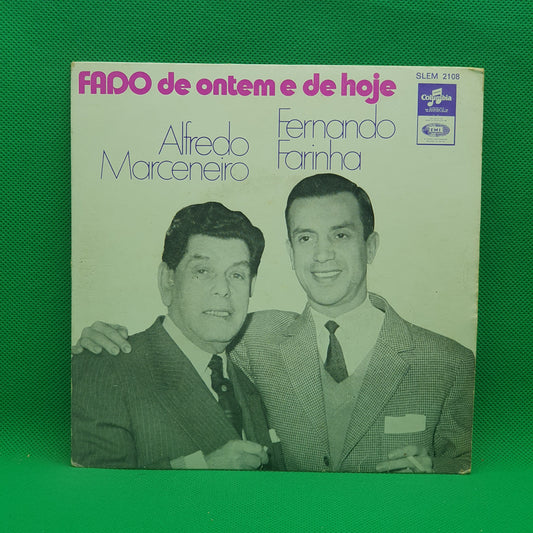 FADO de ontem e de hoje
SLEM 2108
Alfredo
Marceneiro
Fernando
Farinha
Columbia
EMI